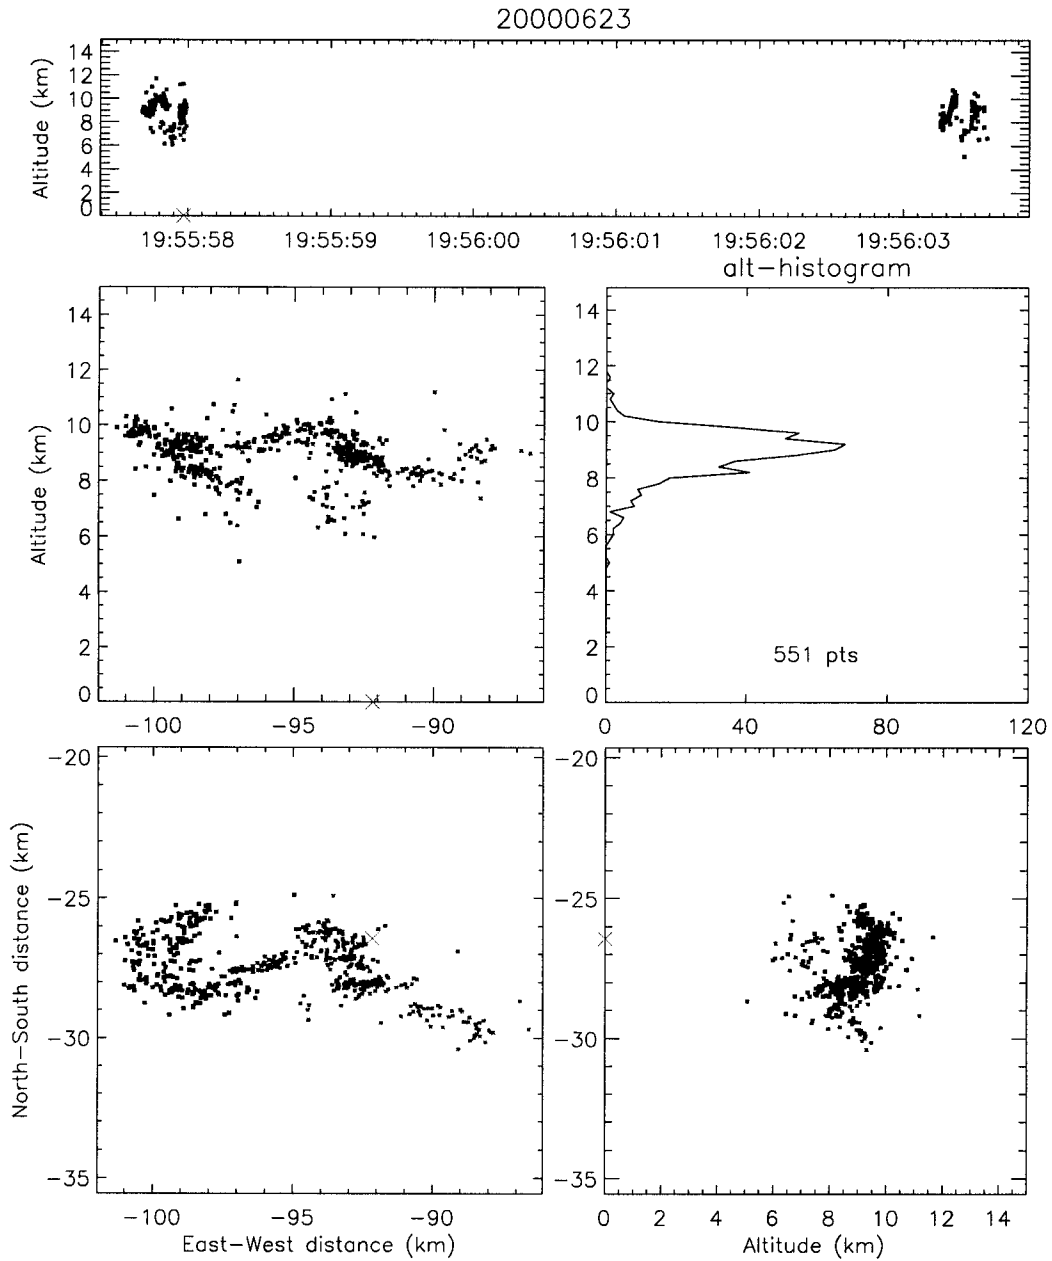 20000623
Altitude (km)
14
12
10
8
6
4
2
0
19:55:58 19:55:59 19:56:00 19:56:01 19:56:02 19:56:03
alt-histogram
Altitude (km)
14
12
10
8
6
4
2
0
-100 -95 -90
14
12
10
8
6
4
2
0
551 pts
0 40 80 120
North-South distance (km)
-20
-25
-30
-35
-100 -95 -90
East-West distance (km)
-20
-25
-30
-35
0 2 4 6 8 10 12 14
Altitude (km)